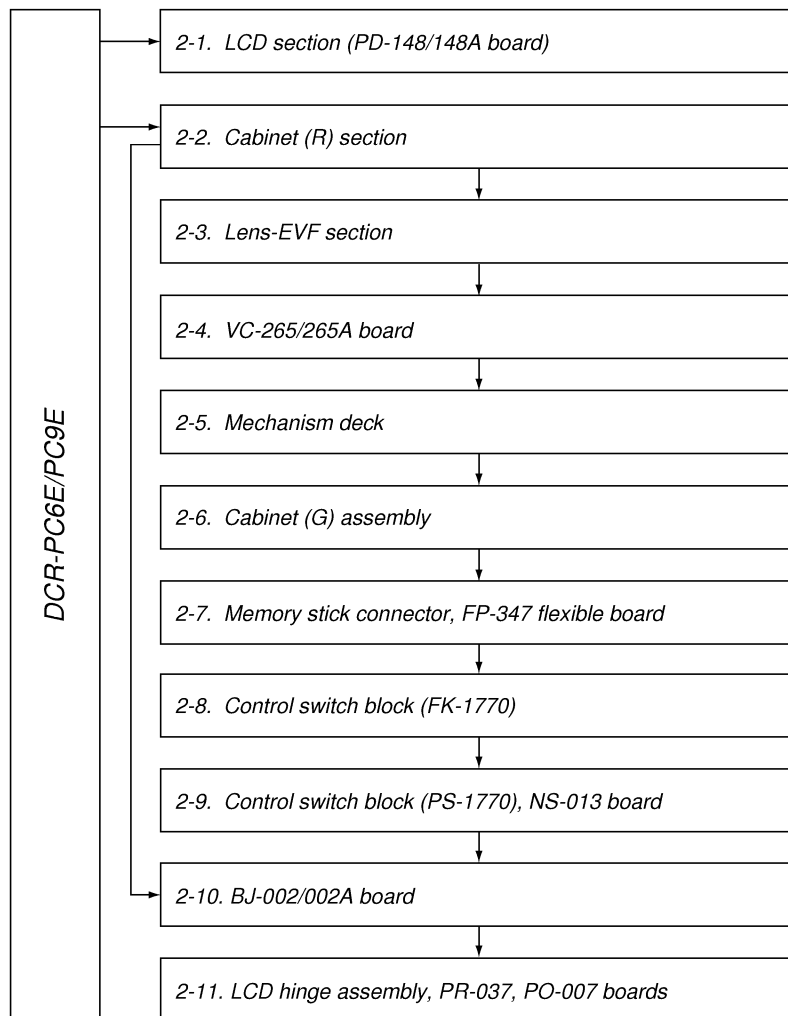 DCR-PC6E/PC9E
2-1. LCD section (PD-148/148A board)
2-2. Cabinet (R) section
2-3. Lens-EVF section
2-4. VC-265/265A board
2-5. Mechanism deck
2-6. Cabinet (G) assembly
2-7. Memory stick connector, FP-347 flexible board
2-8. Control switch block (FK-1770)
2-9. Control switch block (PS-1770), NS-013 board
2-10. BJ-002/002A board
2-11. LCD hinge assembly, PR-037, PO-007 boards